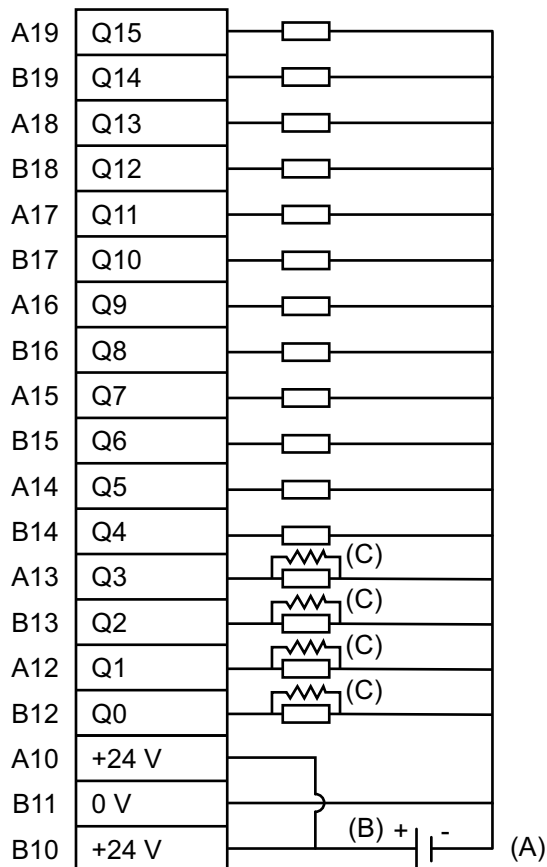 A19 Q15
B19 Q14
A18 Q13
B18 Q12
A17 Q11
B17 Q10
A16 Q9
B16 Q8
A15 Q7
B15 Q6
A14 Q5
B14 Q4
(C)
A13 Q3
(C)
B13 Q2
(C)
A12 Q1
(C)
B12 Q0
A10 +24 V
B11 0 V
B10 +24 V (B) + - (A)